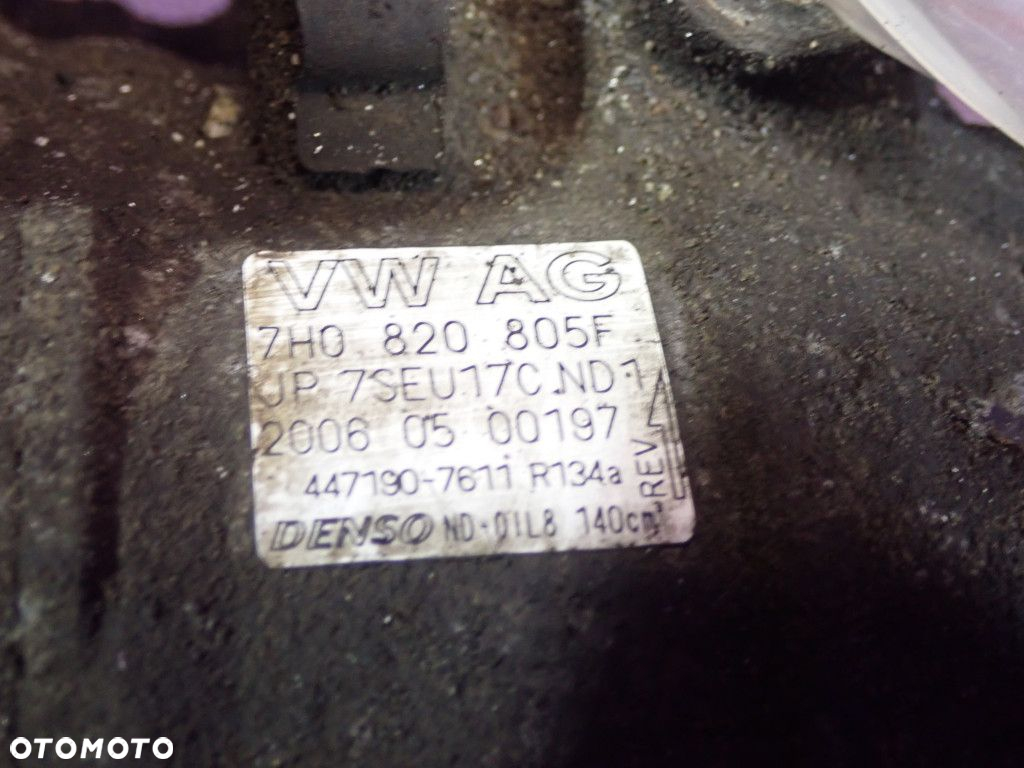 VW AG
7H0 820 805F
JP 7SEU17C ND1
2006 05 00197
447190-7611 R134a
REV
DENSO ND-OIL8 140cm³
OTOMOTO